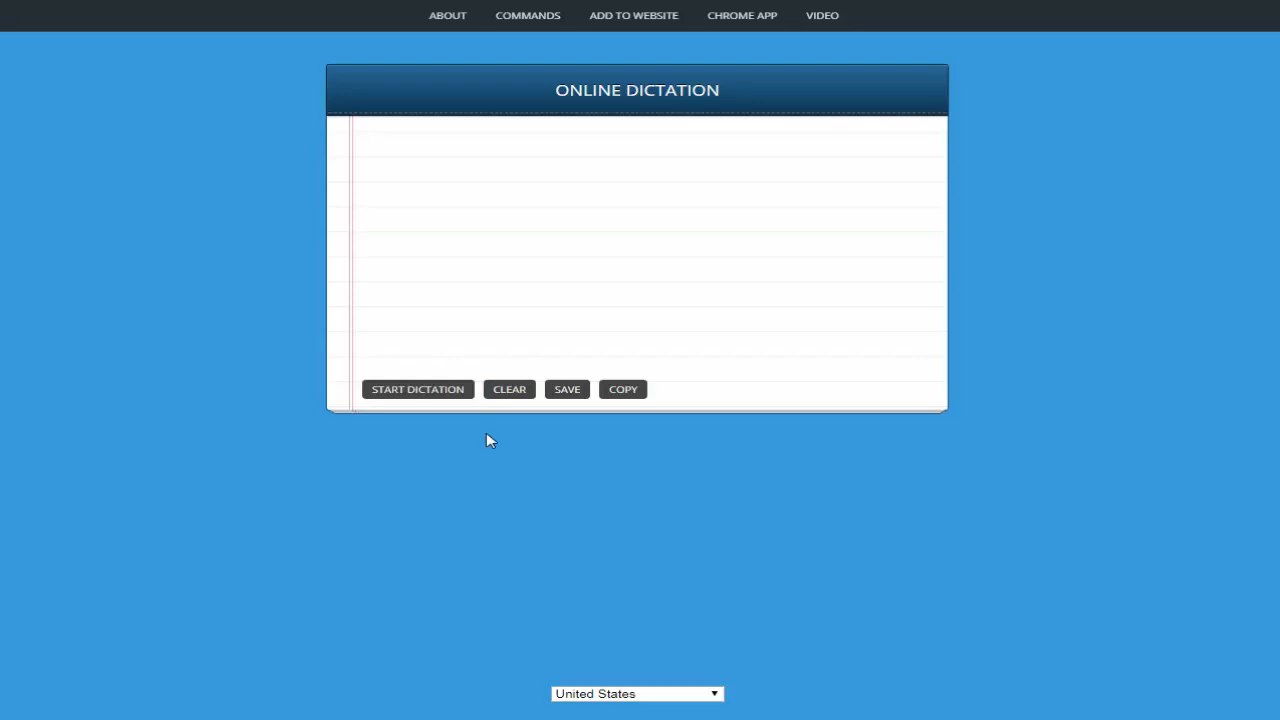 ABOUT COMMANDS ADD TO WEBSITE CHROME APP VIDEO
ONLINE DICTATION
START DICTATION CLEAR SAVE COPY
United States